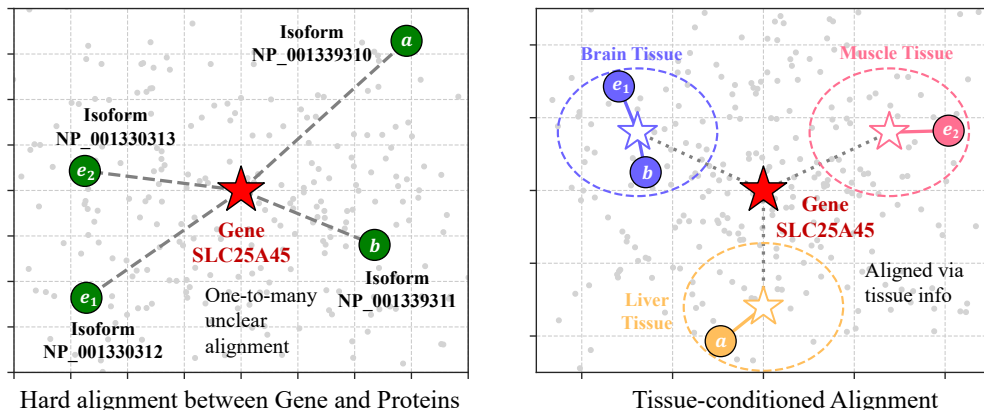 Isoform
NP_001339310
a
Isoform
NP_001330313
e2
Gene
SLC25A45
b
Isoform
NP_001339311
e1
Isoform
NP_001330312
One-to-many
unclear
alignment
Hard alignment between Gene and Proteins
Brain Tissue
e1
b
Muscle Tissue
e2
Gene
SLC25A45
Liver
Tissue
a
Aligned via
tissue info
Tissue-conditioned Alignment